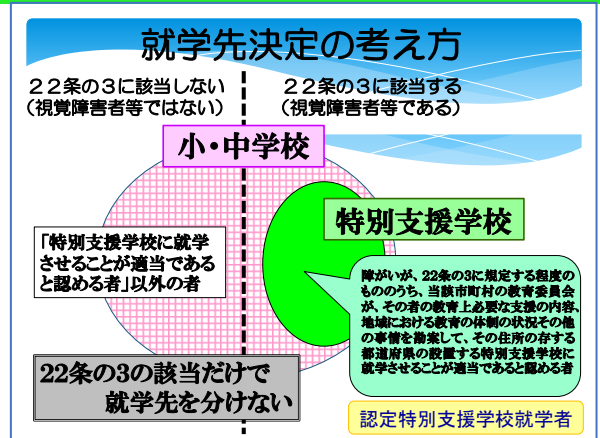 就学先決定の考え方
２２条の３に該当しない
（視覚障害者等ではない）
２２条の３に該当する
（視覚障害者等である）
小・中学校
特別支援学校
「特別支援学校に就学
させることが適当である
と認める者」以外の者
障がいが、22条の3に規定する程度の
もののうち、当該市町村の教育委員会
が、その者の教育上必要な支援の内容、
地域における教育の体制の状況その他
の事情を勘案して、その住所の存する
都道府県の設置する特別支援学校に
就学させることが適当であると認める者
22条の3の該当だけで
就学先を分けない
認定特別支援学校就学者